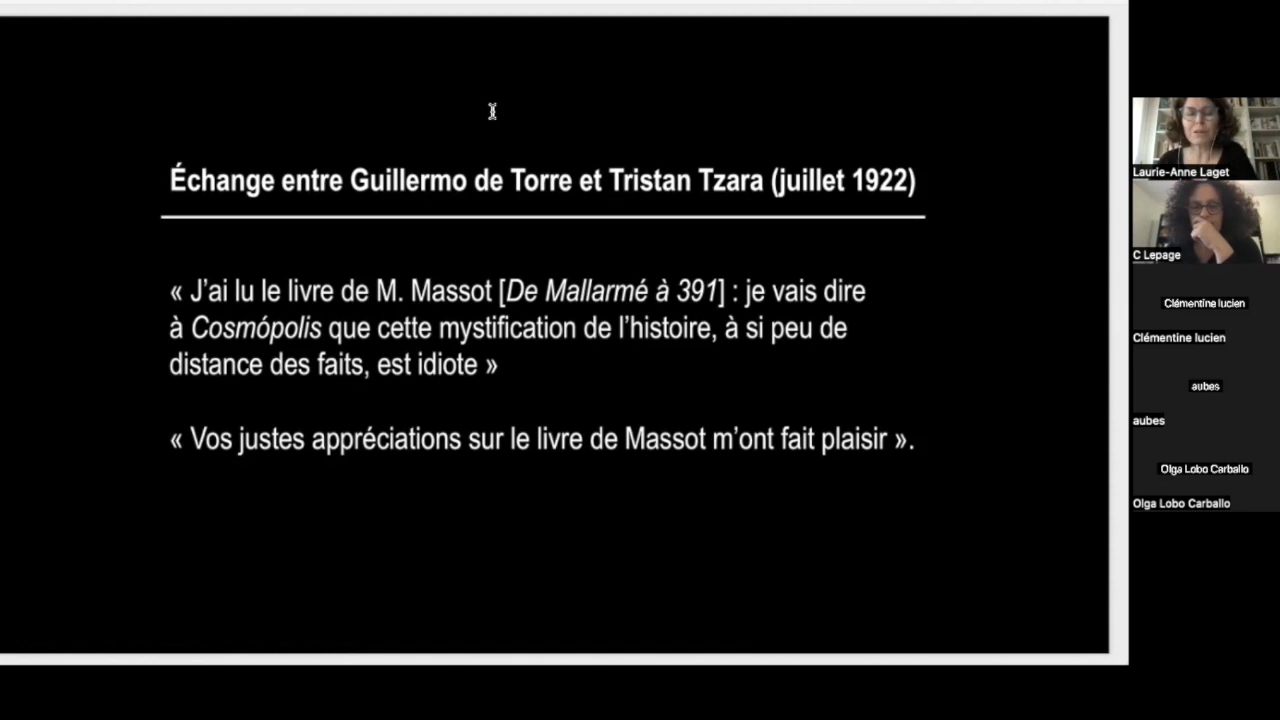 Échange entre Guillermo de Torre et Tristan Tzara (juillet 1922)
« J’ai lu le livre de M. Massot [De Mallarmé à 391] : je vais dire
à Cosmópolis que cette mystification de l’histoire, à si peu de
distance des faits, est idiote »
« Vos justes appréciations sur le livre de Massot m’ont fait plaisir ».
Laurie-Anne Laget
C Lepage
Clémentine lucien
Clémentine lucien
aubes
aubes
Olga Lobo Carballo
Olga Lobo Carballo